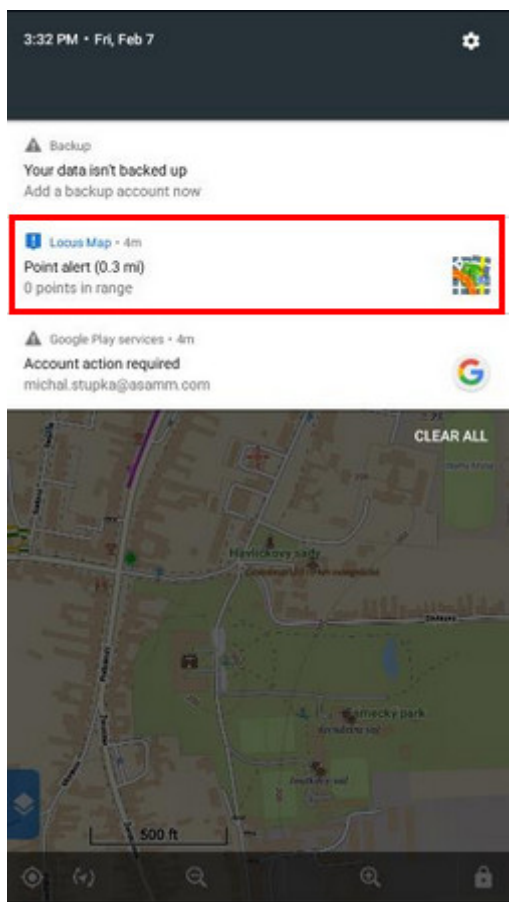 3:32 PM • Fri, Feb 7
Backup
Your data isn't backed up
Add a backup account now
Locus Map • 4m
Point alert (0.3 mi)
0 points in range
Google Play services • 4m
Account action required
michal.stupka@asamm.com
G
CLEAR ALL
Havlíčkovy sady
Zámecký park
500 ft